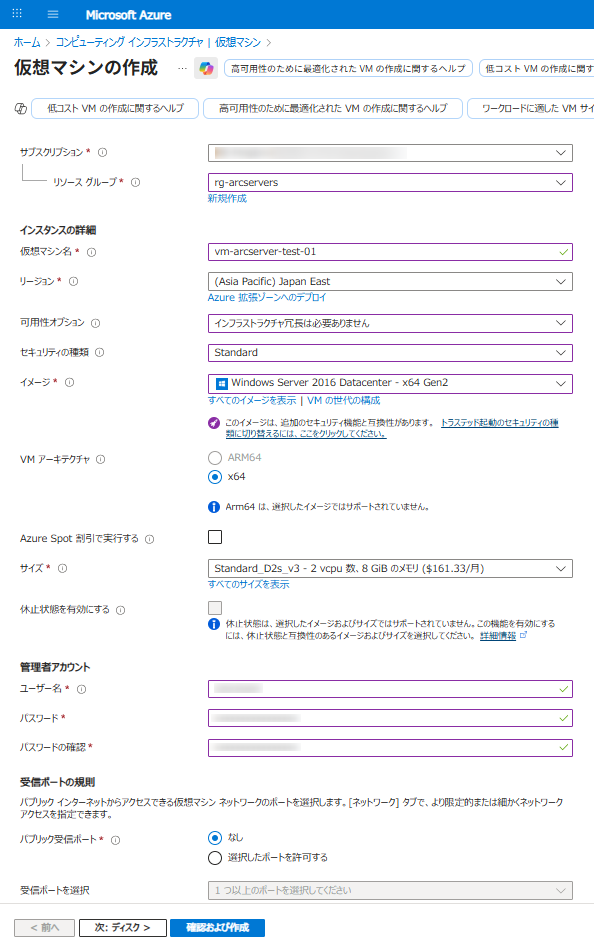 Microsoft Azure
ホーム > コンピューティング インフラストラクチャ | 仮想マシン >
仮想マシンの作成 … 高可用性のために最適化された VM の作成に関するヘルプ 低コスト VM の作成に関す
低コスト VM の作成に関するヘルプ 高可用性のために最適化された VM の作成に関するヘルプ ワークロードに適した VM サイ
サブスクリプション *
リソース グループ * rg-arcservers
新規作成
インスタンスの詳細
仮想マシン名 * vm-arcserver-test-01
リージョン * (Asia Pacific) Japan East
Azure 拡張ゾーンへのデプロイ
可用性オプション インフラストラクチャ冗長は必要ありません
セキュリティの種類 Standard
イメージ * Windows Server 2016 Datacenter - x64 Gen2
すべてのイメージを表示 | VM の世代の構成
このイメージは、追加のセキュリティ機能と互換性があります。 トラステッド起動のセキュリティの種
類に切り替えるには、ここをクリックしてください。
VM アーキテクチャ ARM64
x64
Arm64 は、選択したイメージではサポートされていません。
Azure Spot 割引で実行する
サイズ * Standard_D2s_v3 - 2 vcpu 数、8 GiB のメモリ ($161.33/月)
すべてのサイズを表示
休止状態を有効にする
休止状態は、選択したイメージおよびサイズではサポートされていません。この機能を有効にする
には、休止状態と互換性のあるイメージおよびサイズを選択してください。 詳細情報
管理者アカウント
ユーザー名 *
パスワード *
パスワードの確認 *
受信ポートの規則
パブリック インターネットからアクセスできる仮想マシン ネットワークのポートを選択します。[ネットワーク] タブで、より限定的または細かくネットワーク
アクセスを指定できます。
パブリック受信ポート * なし
選択したポートを許可する
受信ポートを選択 1 つ以上のポートを選択してください
< 前へ 次: ディスク > 確認および作成